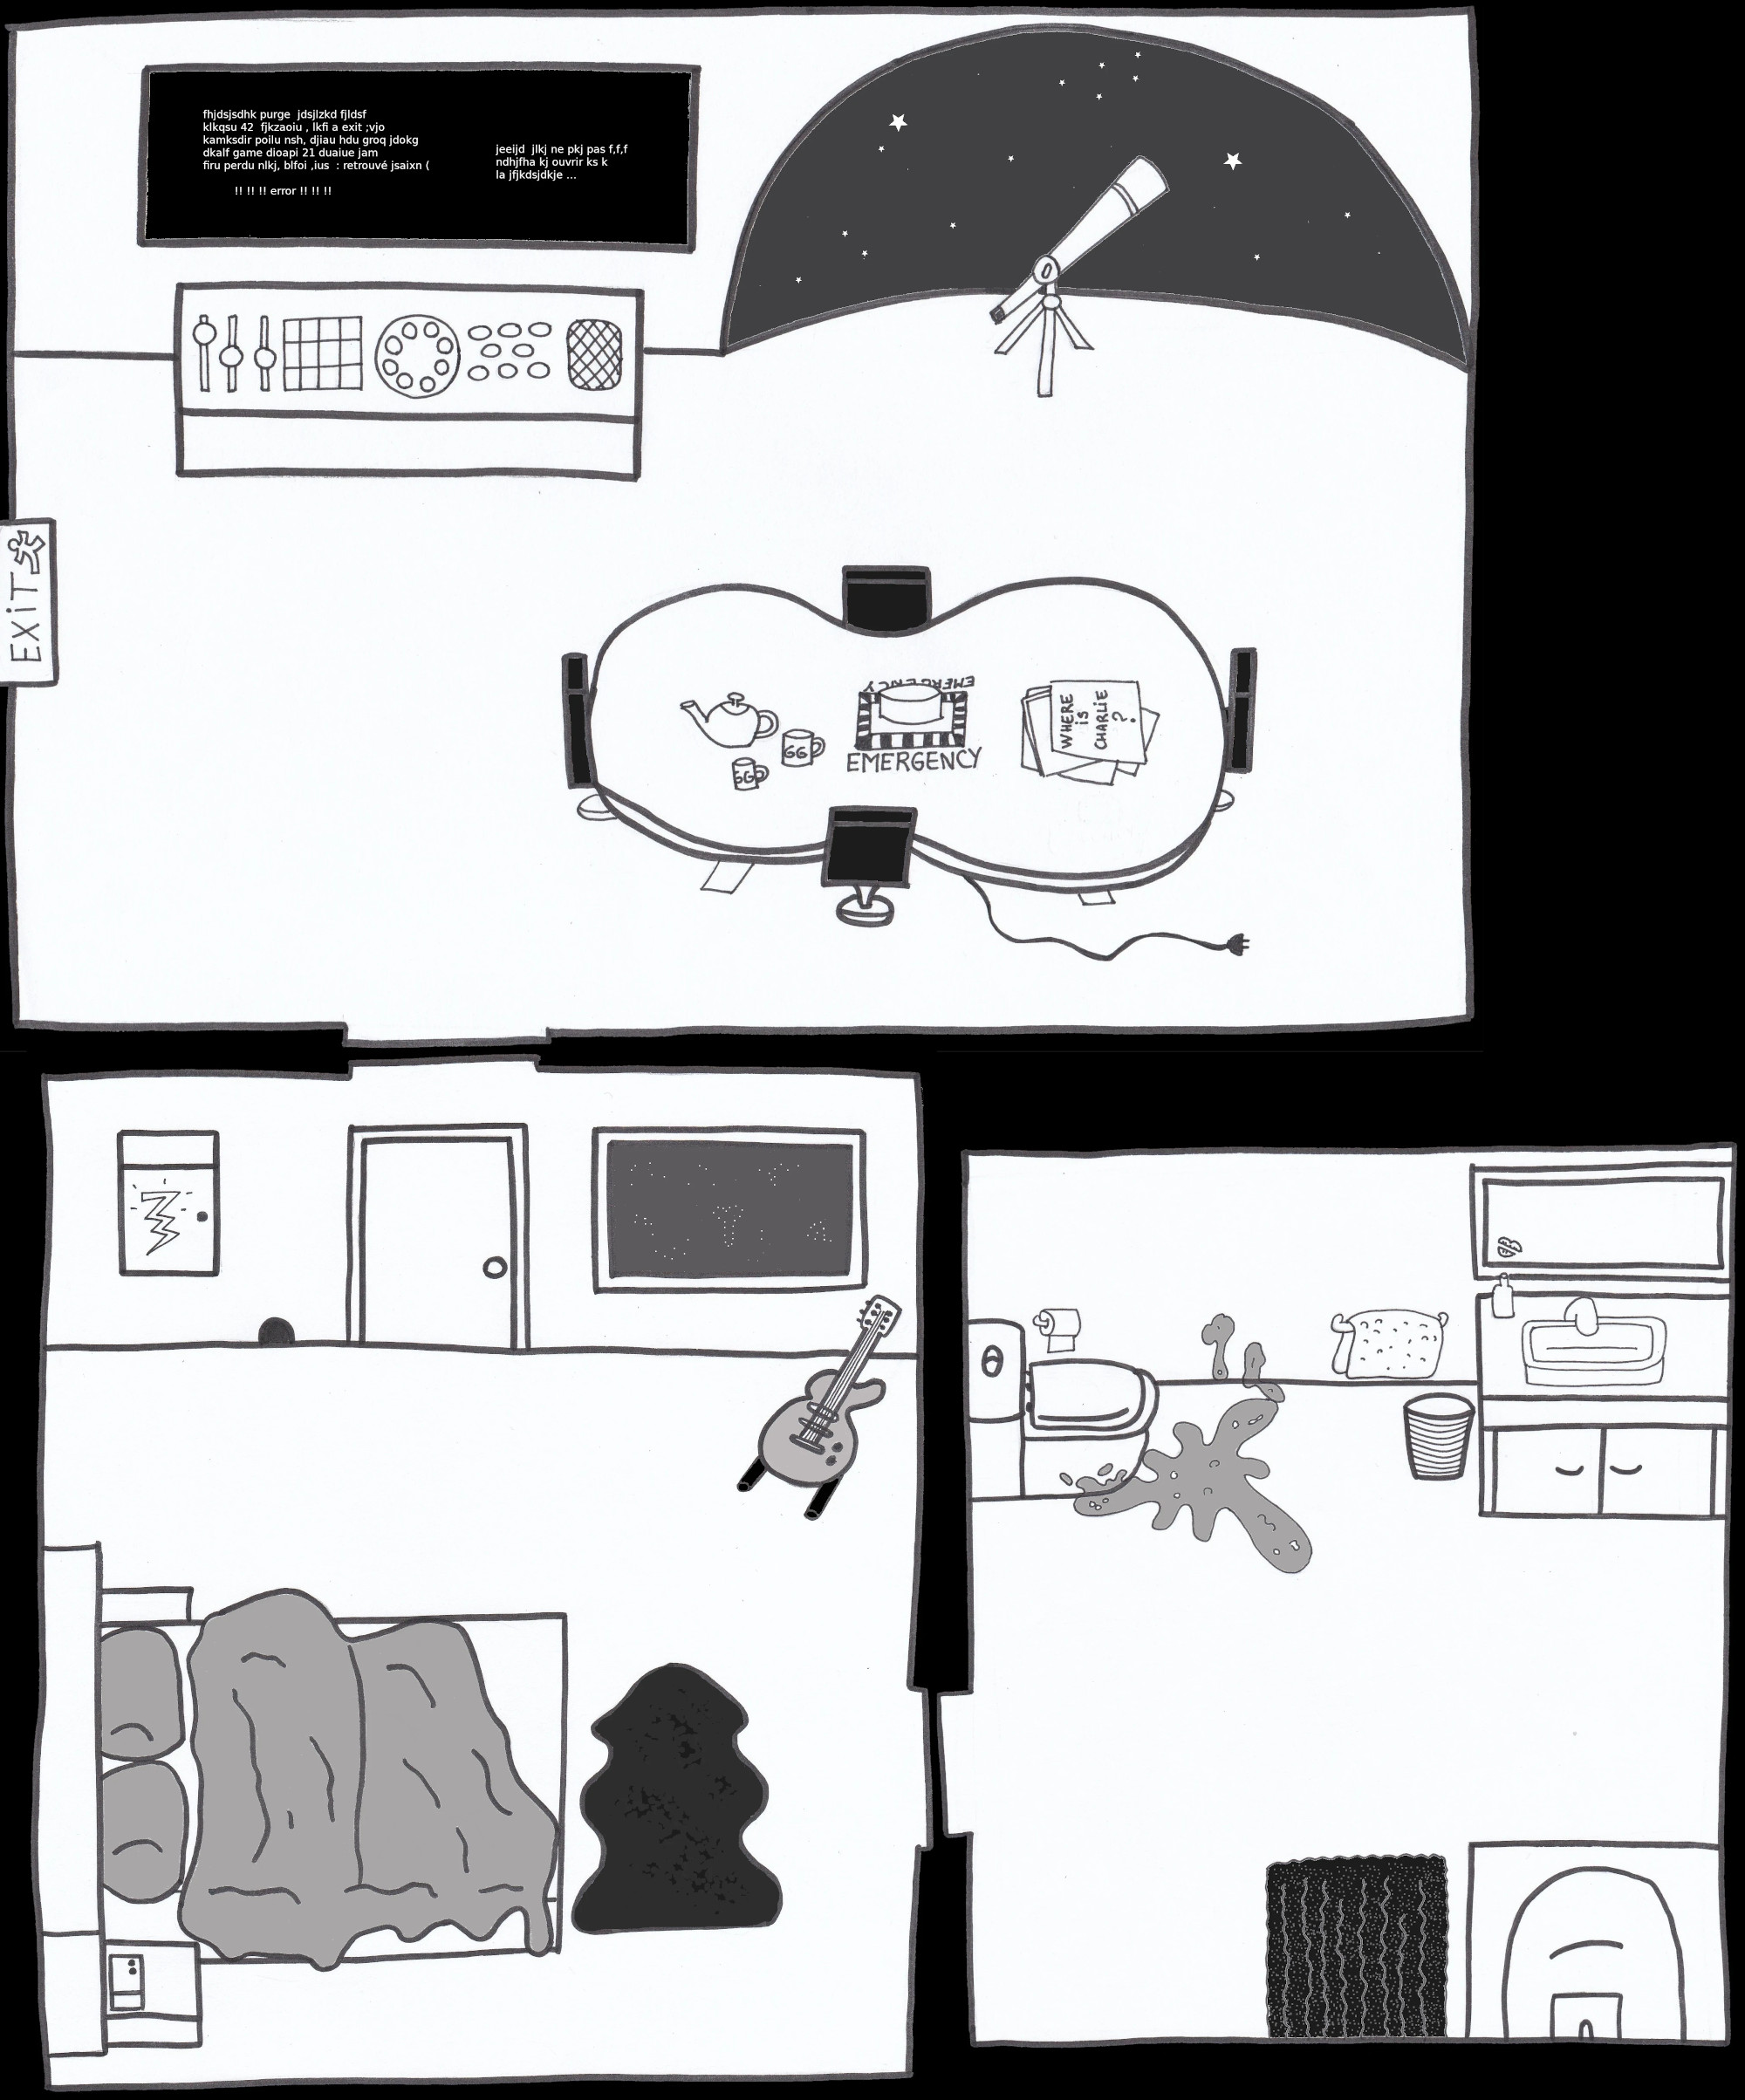 fhjdsjsdhk purge  jdsjlzkd fjldsf
klkqsu 42  fjkzaoiu , lkfi a exit ;vjo
kamksdir poilu nsh, djiau hdu groq jdokg
dkalf game dioapi 21 duaiue jam
firu perdu nlkj, blfoi ,ius  : retrouvé jsaixn (
!! !! !! error !! !! !!
jeeijd  jlkj ne pkj pas f,f,f
ndhjfha kj ouvrir ks k
la jfjkdsjdkje ...
EXiT
EMERGENCY
GG
GG
EMERGENCY
WHERE
is
CHARLiE
?